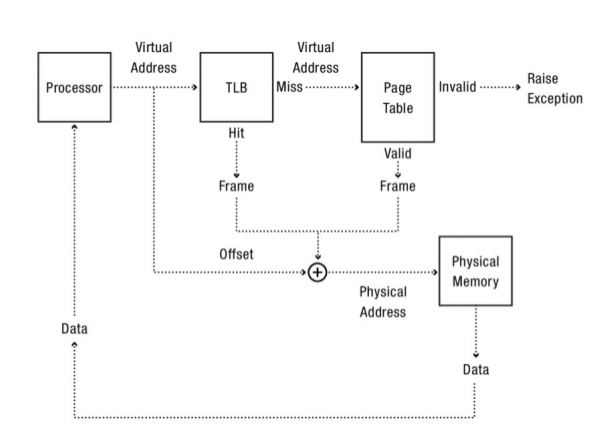 Virtual
Address
Virtual
Address
Processor
TLB
Miss
Page
Table
Invalid
Raise
Exception
Hit
Valid
Frame
Frame
Offset
+
Physical
Memory
Physical
Address
Data
Data